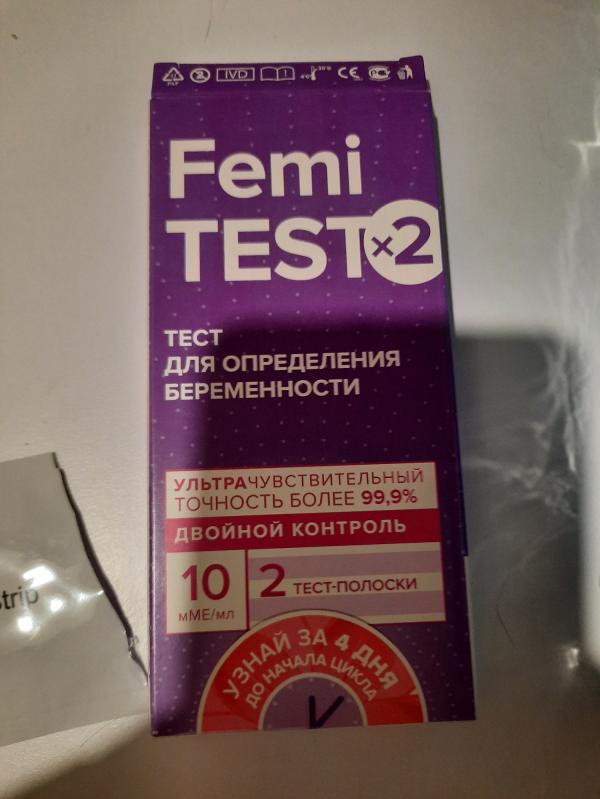 IVD
CE
Femi
TEST x2
ТЕСТ
ДЛЯ ОПРЕДЕЛЕНИЯ
БЕРЕМЕННОСТИ
УЛЬТРАЧУВСТВИТЕЛЬНЫЙ
ТОЧНОСТЬ БОЛЕЕ 99,9%
ДВОЙНОЙ КОНТРОЛЬ
10
мМЕ/мл
2 ТЕСТ-ПОЛОСКИ
УЗНАЙ ЗА 4 ДНЯ
ДО НАЧАЛА ЦИКЛА
strip